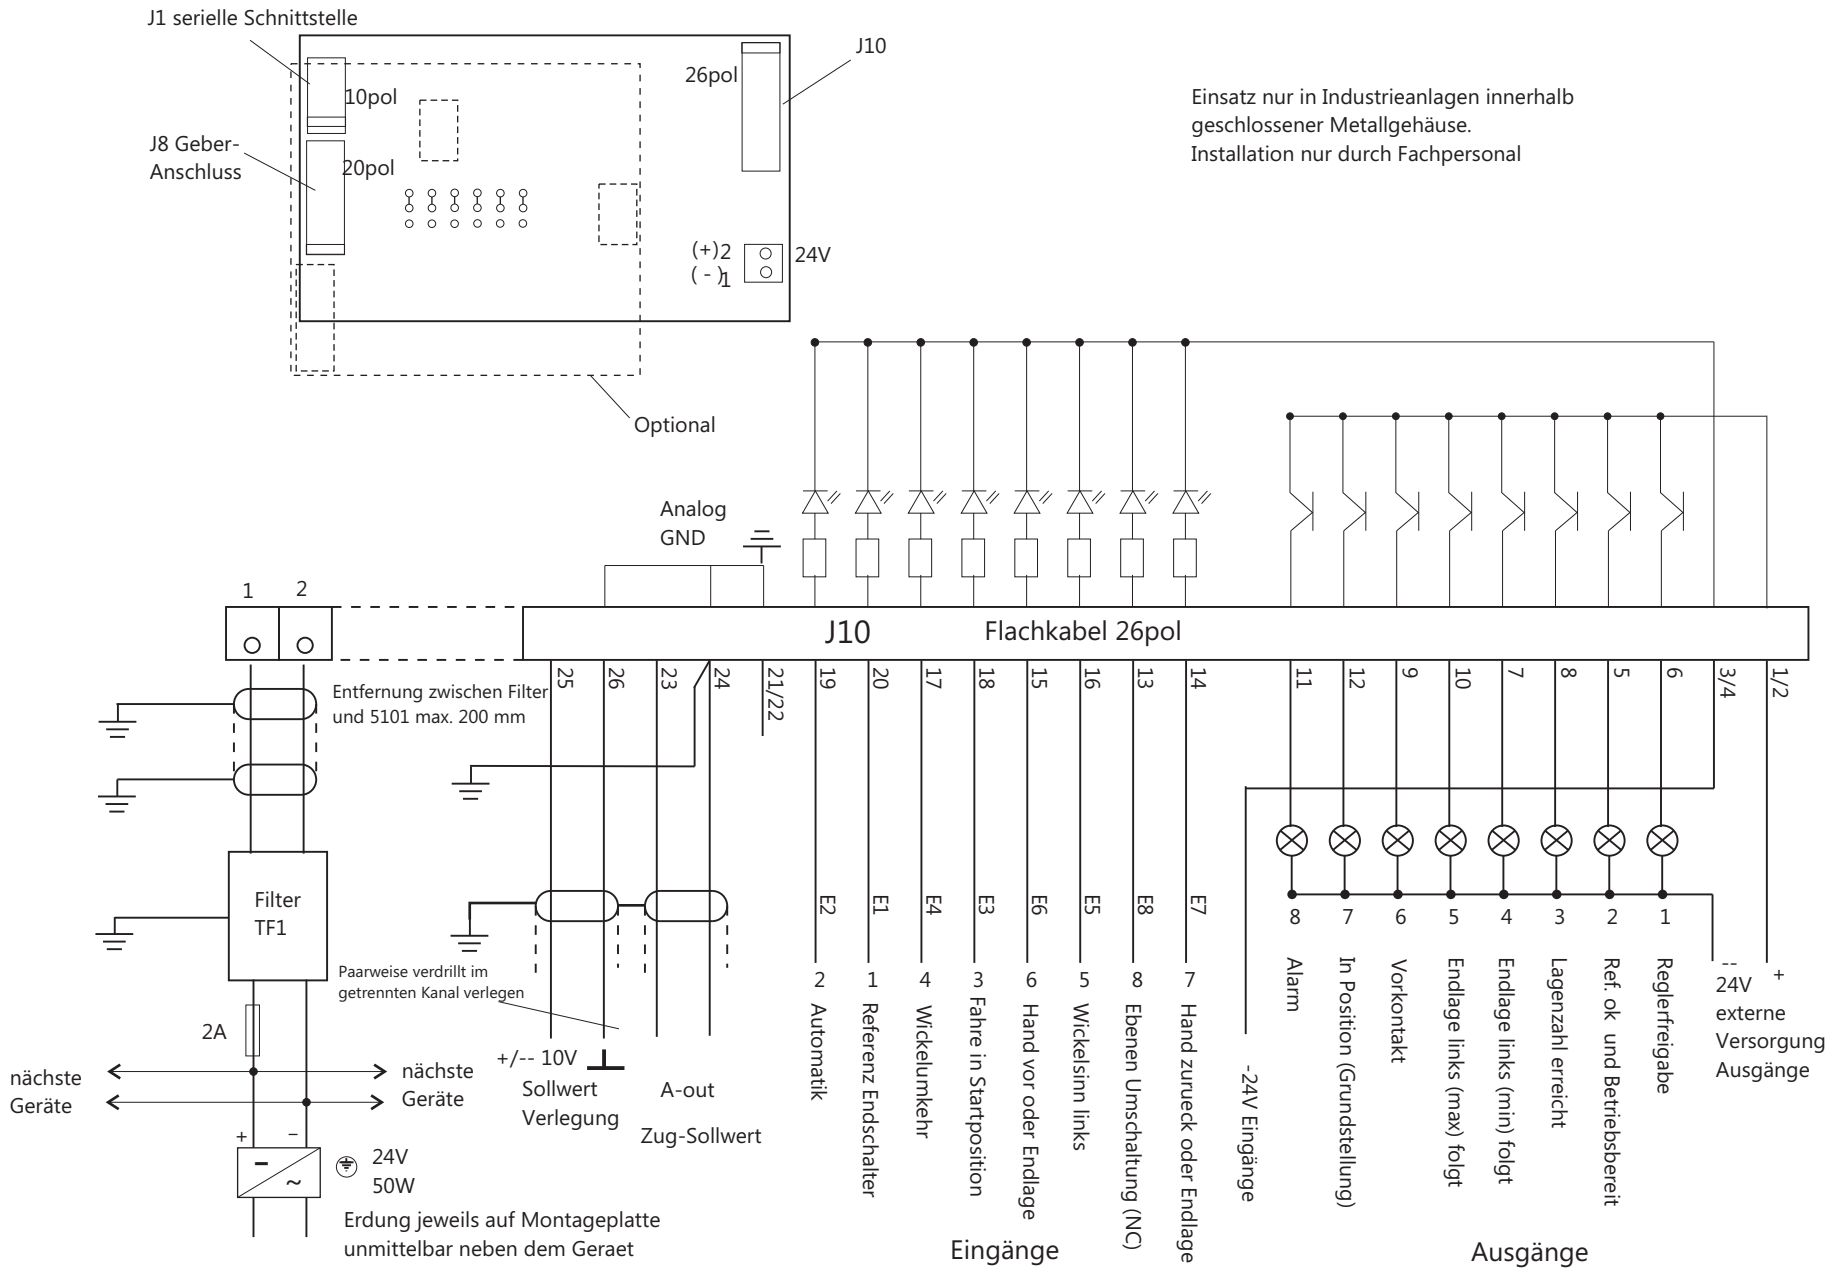 J1 serielle Schnittstelle
10pol
26pol
J10
J8 Geber-
Anschluss
20pol
(+)2
( - )1
24V
Optional
Einsatz nur in Industrieanlagen innerhalb
geschlossener Metallgehäuse.
Installation nur durch Fachpersonal
Analog
GND
1
2
J10
Flachkabel 26pol
25
26
23
24
21/22
19
20
17
18
15
16
13
14
11
12
9
10
7
8
5
6
3/4
1/2
Entfernung zwischen Filter
und 5101 max. 200 mm
Filter
TF1
Paarweise verdrillt im
getrennten Kanal verlegen
2A
nächste
Geräte
nächste
Geräte
+
–
-
~
24V
50W
Erdung jeweils auf Montageplatte
unmittelbar neben dem Geraet
+/-- 10V
Sollwert
Verlegung
A-out
Zug-Sollwert
E2
E1
E4
E3
E6
E5
E8
E7
2
Automatik
1
Referenz Endschalter
4
Wickelumkehr
3
Fahre in Startposition
6
Hand vor oder Endlage
5
Wickelsinn links
8
Ebenen Umschaltung (NC)
7
Hand zurueck oder Endlage
Eingänge
-24V Eingänge
8
Alarm
7
In Position (Grundstellung)
6
Vorkontakt
5
Endlage links (max) folgt
4
Endlage links (min) folgt
3
Lagenzahl erreicht
2
Ref. ok und Betriebsbereit
1
Reglerfreigabe
Ausgänge
--
+
24V
externe
Versorgung
Ausgänge